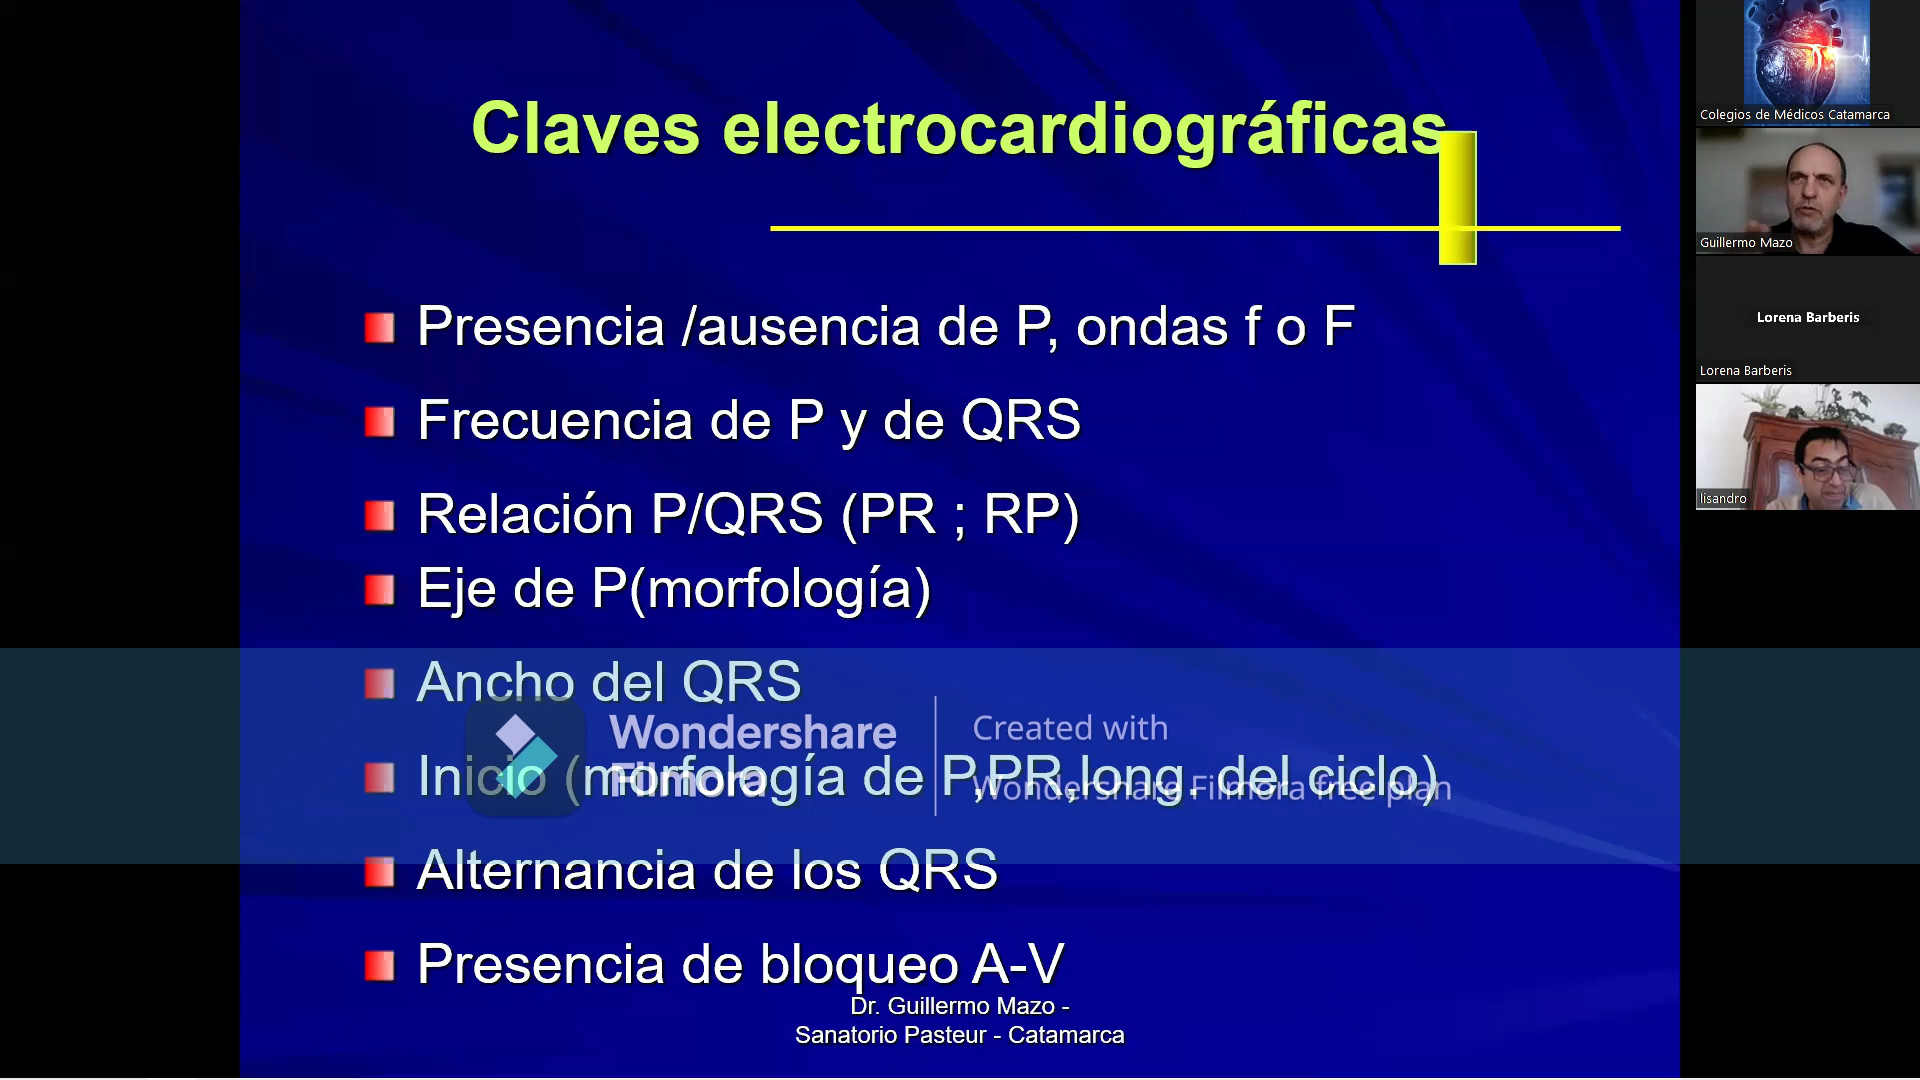 Claves electrocardiográficas
Presencia /ausencia de P, ondas f o F
Frecuencia de P y de QRS
Relación P/QRS (PR ; RP)
Eje de P(morfología)
Ancho del QRS
Inicio (morfología de P,PR,long. del ciclo)
Alternancia de los QRS
Presencia de bloqueo A-V
Dr. Guillermo Mazo -
Sanatorio Pasteur - Catamarca
Wondershare
Filmora
Created with
Wondershare Filmora free plan
Colegios de Médicos Catamarca
Guillermo Mazo
Lorena Barberis
Lorena Barberis
lisandro